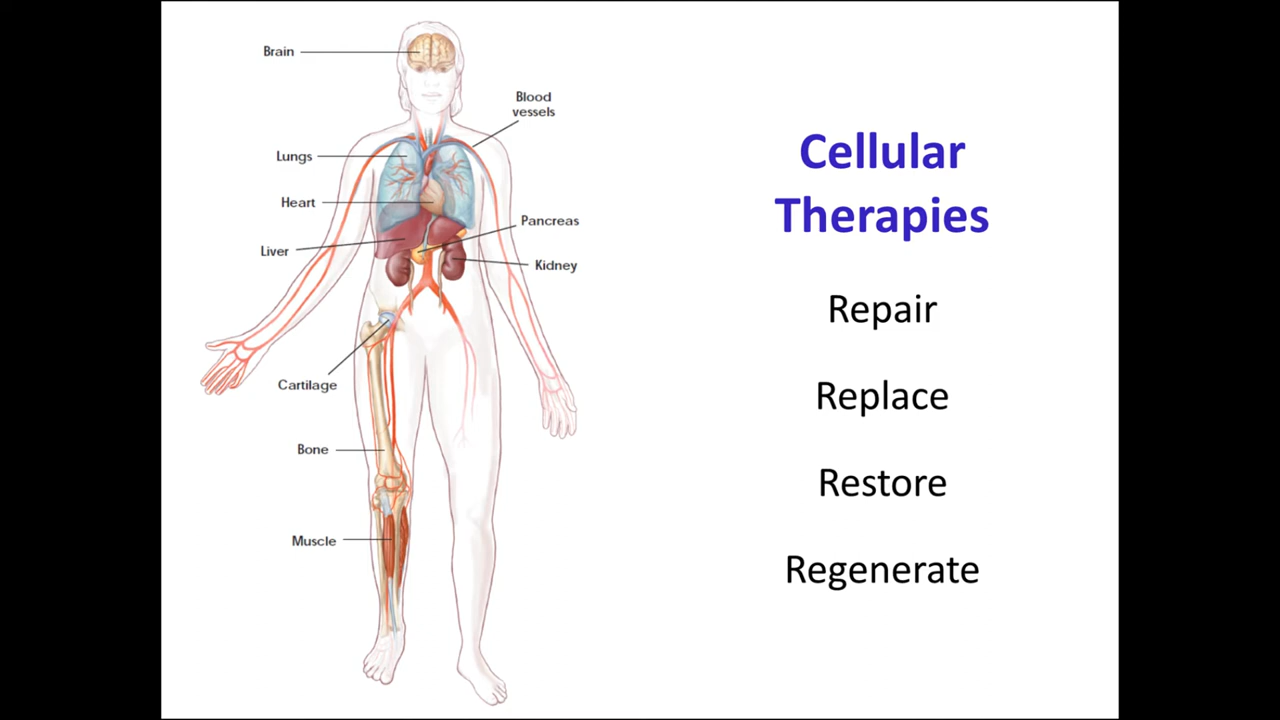 Brain
Blood
vessels
Lungs
Heart
Pancreas
Liver
Kidney
Cartilage
Bone
Muscle
Cellular
Therapies
Repair
Replace
Restore
Regenerate